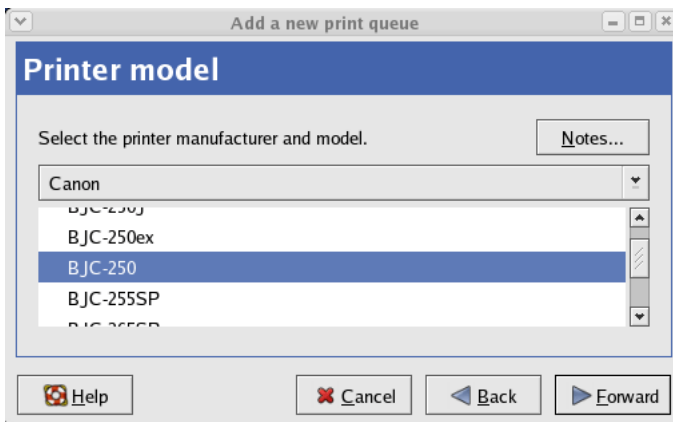 Add a new print queue
Printer model
Select the printer manufacturer and model.
Notes...
Canon
BJC-250ex
BJC-250
BJC-255SP
Help
Cancel
Back
Forward